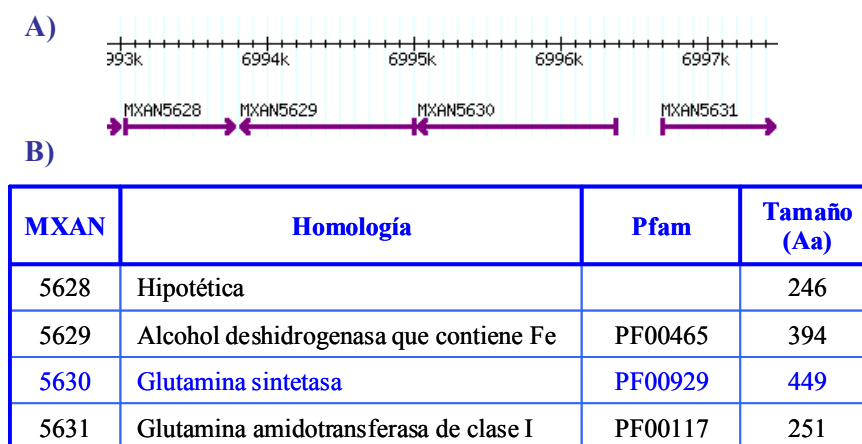 A)
993k 6994k 6995k 6996k 6997k
MXAN5628 MXAN5629 MXAN5630 MXAN5631
B)
MXAN Homología Pfam Tamaño (Aa)
5628 Hipotética 246
5629 Alcohol deshidrogenasa que contiene Fe PF00465 394
5630 Glutamina sintetasa PF00929 449
5631 Glutamina amidotransferasa de clase I PF00117 251